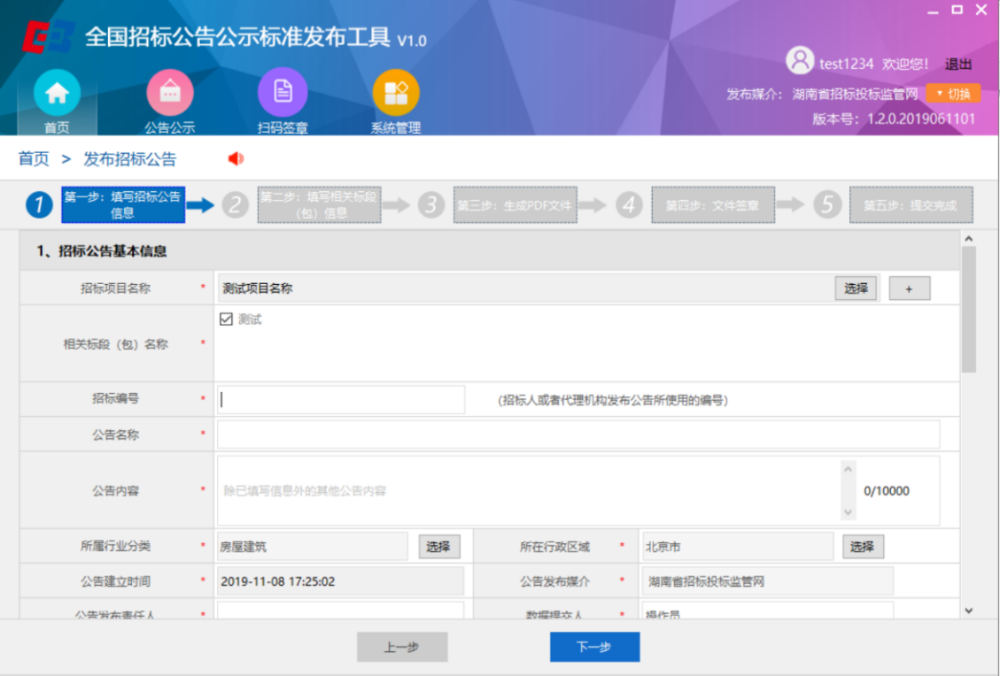 全国招标公告公示标准发布工具 V1.0
test1234 欢迎您! 退出
发布媒介: 湖南省招标投标监管网 切换
版本号: 1.2.0.2019061101
首页 公告公示 扫码签章 系统管理
首页 > 发布招标公告
1 第一步: 填写招标公告
信息
2 第二步: 填写相关标段
(包) 信息
3 第三步: 生成PDF文件
4 第四步: 文件签章
5 第五步: 提交完成
1、招标公告基本信息
招标项目名称 * 测试项目名称 选择 +
相关标段 (包) 名称 * 测试
招标编号 * (招标人或者代理机构发布公告所使用的编号)
公告名称 *
公告内容 * 除已填写信息外的其他公告内容 0/10000
所属行业分类 * 房屋建筑 选择 所在行政区域 * 北京市 选择
公告建立时间 * 2019-11-08 17:25:02 公告发布媒介 * 湖南省招标投标监管网
公告发布责任人 * 数据提交人 * 操作员
上一步 下一步